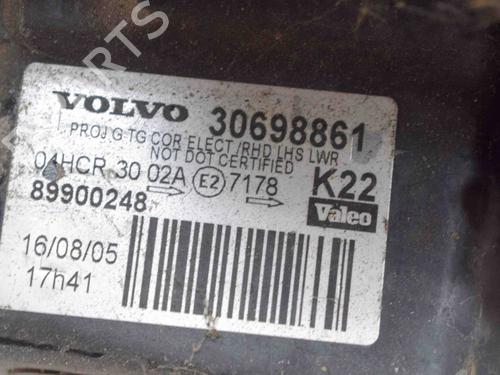 VOLVO 30698861
PROJ G TG COR ELECT /RHD LHS LWR
NOT DOT CERTIFIED
04HCR 30 02A E2 7178 K22
89900248 Valeo
16/08/05
17h41
PARTS